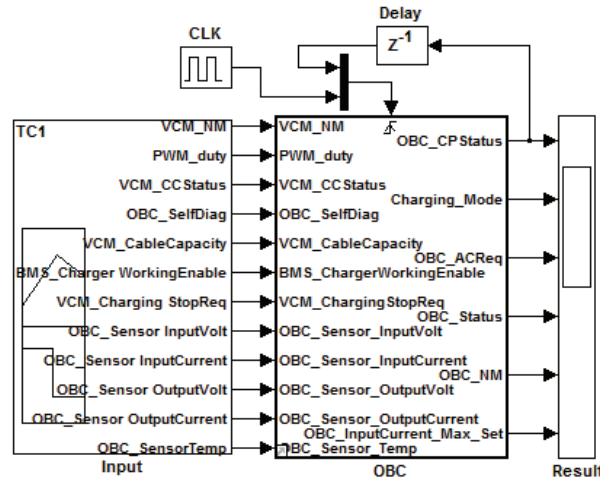 Delay
CLK
Z-1
TC1
VCM_NM
PWM_duty
VCM_CCStatus
OBC_SelfDiag
VCM_CableCapacity
BMS_Charger WorkingEnable
VCM_Charging StopReq
OBC_Sensor InputVolt
OBC_Sensor InputCurrent
OBC_Sensor OutputVolt
OBC_Sensor OutputCurrent
OBC_SensorTemp
Input
VCM_NM
PWM_duty
VCM_CCStatus
OBC_SelfDiag
VCM_CableCapacity
BMS_ChargerWorkingEnable
VCM_ChargingStopReq
OBC_Sensor_InputVolt
OBC_Sensor_InputCurrent
OBC_Sensor_OutputVolt
OBC_Sensor_OutputCurrent
OBC_Sensor_Temp
OBC_CPStatus
Charging_Mode
OBC_ACReq
OBC_Status
OBC_NM
OBC_InputCurrent_Max_Set
OBC
Result